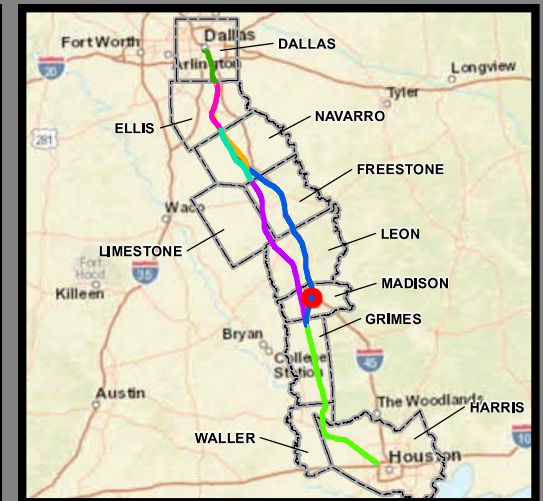 Dallas
DALLAS
Fort Worth
Arlington
20
Longview
Tyler
NAVARRO
ELLIS
281
FREESTONE
Waco
LEON
LIMESTONE
Fort
Hood
35
MADISON
Killeen
GRIMES
Bryan
College
Station
45
Austin
The Woodlands
HARRIS
WALLER
10
Houston